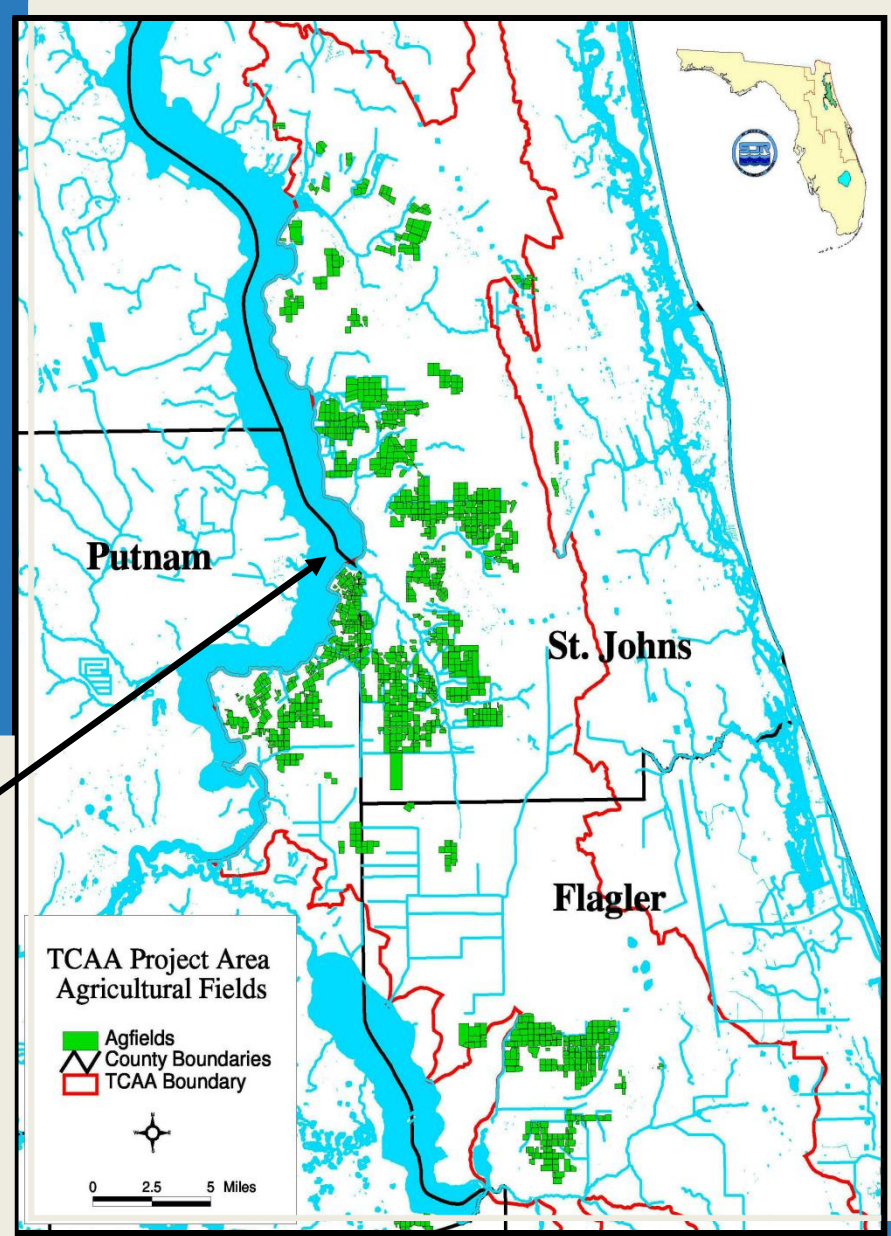 Putnam
St. Johns
Flagler
TCAA Project Area
Agricultural Fields
Agfields
County Boundaries
TCAA Boundary
N
0 2.5 5 Miles